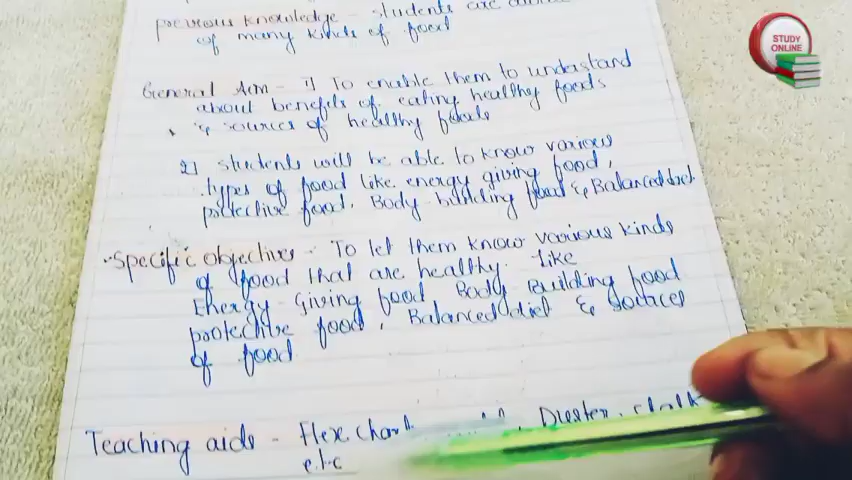 previous knowledge - students are
of many kinds of food
General Aim - 1) To enable them to understand
about benefits of eating healthy foods
& sources of healthy foods
2) Students will be able to know various
types of food like energy giving food,
protective food, Body building food & Balanced diet
Specific objectives - To let them know various kinds
of food that are healthy. Like
Energy-Giving food Body Building food
protective food, Balanced diet & sources
of food
Teaching aids - Flex Chart, Duster, chalk
e.t.c
STUDY
ONLINE